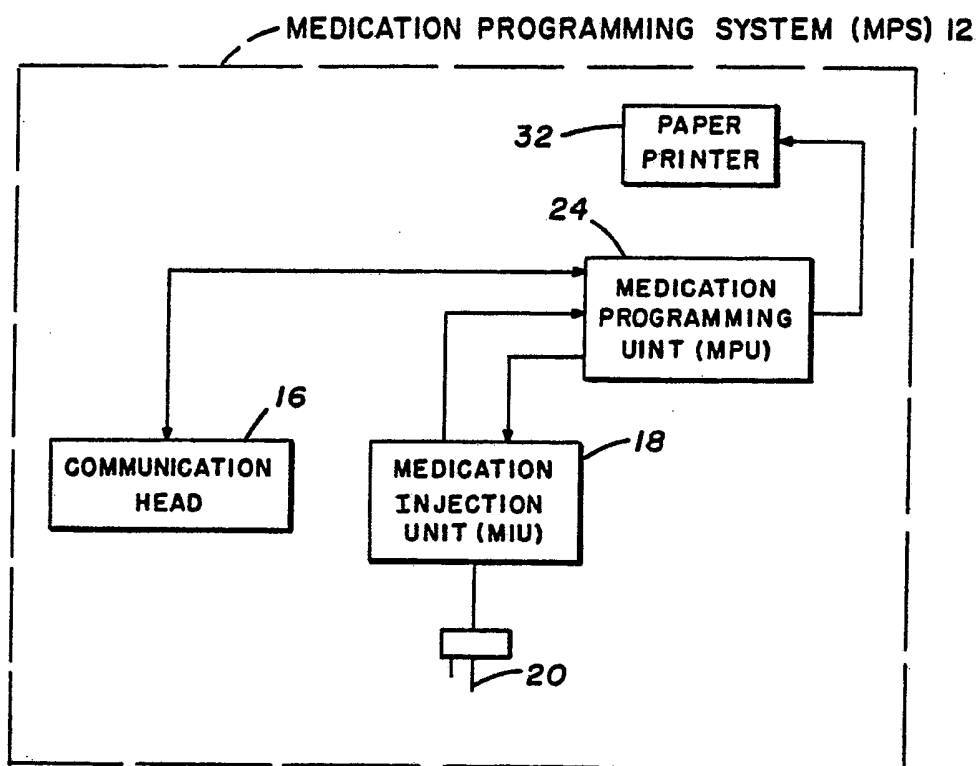 MEDICATION PROGRAMMING SYSTEM (MPS) 12
32
PAPER
PRINTER
24
MEDICATION
PROGRAMMING
UINT (MPU)
16
COMMUNICATION
HEAD
18
MEDICATION
INJECTION
UNIT (MIU)
20